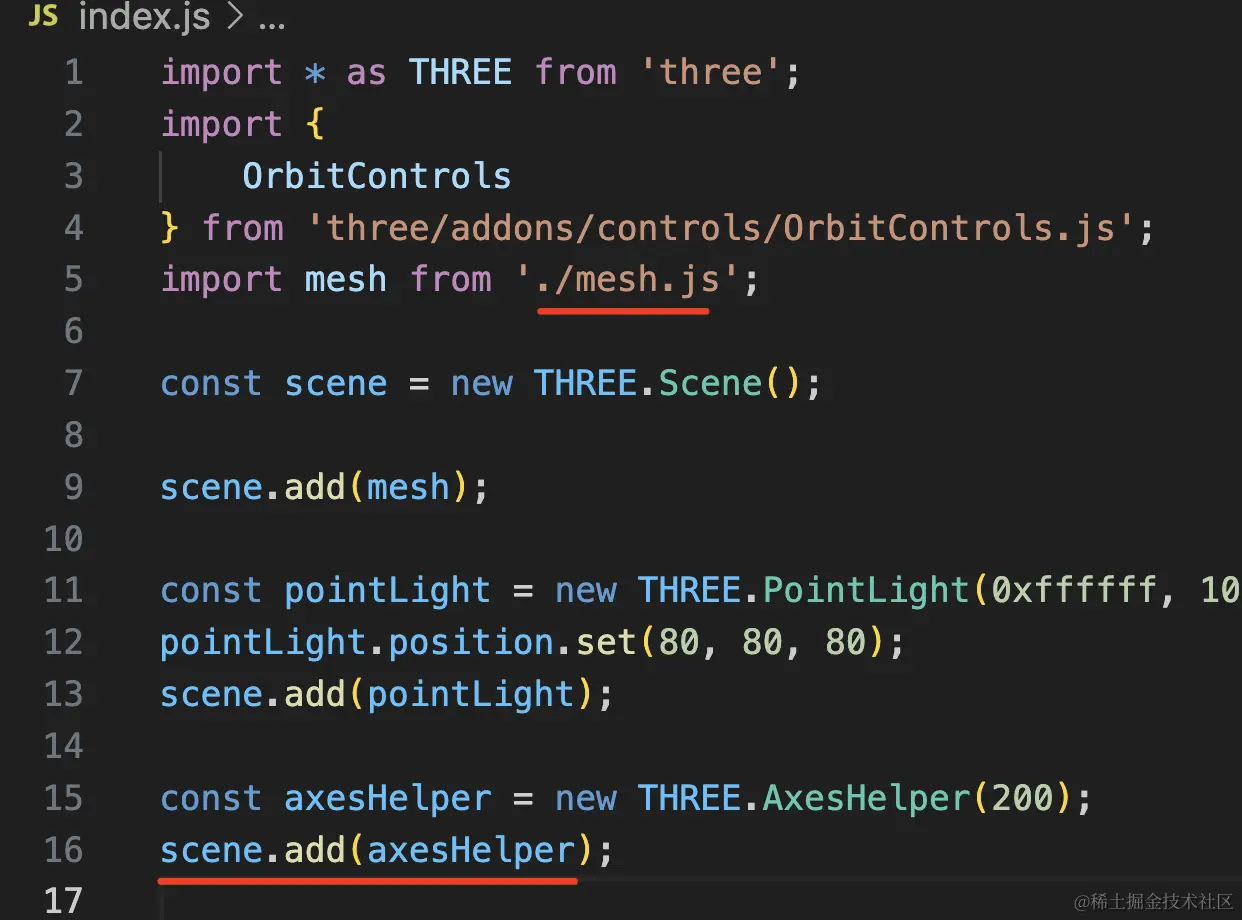 JS index.js > ...
1 import * as THREE from 'three';
2 import {
3     OrbitControls
4 } from 'three/addons/controls/OrbitControls.js';
5 import mesh from './mesh.js';
6
7 const scene = new THREE.Scene();
8
9 scene.add(mesh);
10
11 const pointLight = new THREE.PointLight(0xffffff, 10
12 pointLight.position.set(80, 80, 80);
13 scene.add(pointLight);
14
15 const axesHelper = new THREE.AxesHelper(200);
16 scene.add(axesHelper);
17
@稀土掘金技术社区